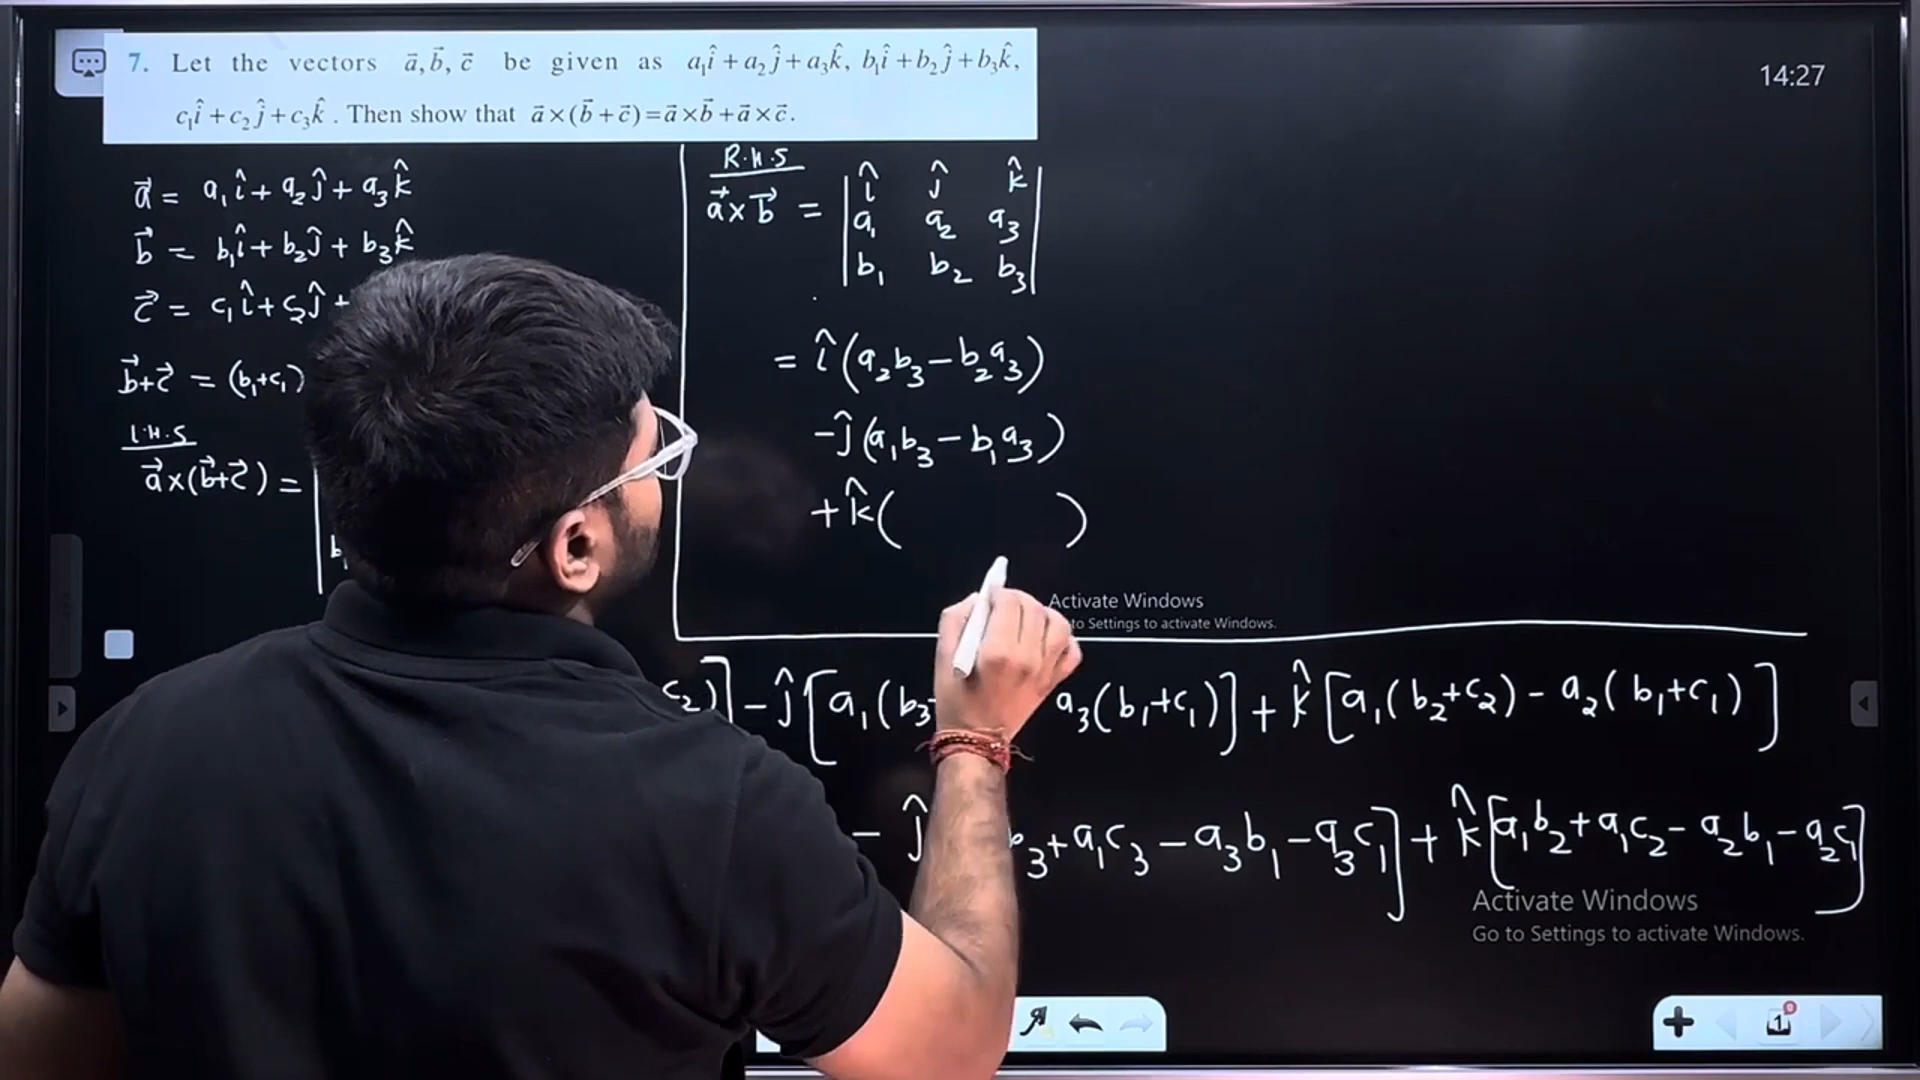 7. Let the vectors a⃗, b⃗, c⃗ be given as a₁î + a₂ĵ + a₃k̂, b₁î + b₂ĵ + b₃k̂,
c₁î + c₂ĵ + c₃k̂. Then show that a⃗ × (b⃗ + c⃗) = a⃗ × b⃗ + a⃗ × c⃗.
14:27
a⃗ = a₁î + a₂ĵ + a₃k̂
b⃗ = b₁î + b₂ĵ + b₃k̂
c⃗ = c₁î + c₂ĵ +
b⃗+c⃗ = (b₁+c₁)
L.H.S
a⃗×(b⃗+c⃗) =
R.H.S
a⃗×b⃗ = | î ĵ k̂ |
| a₁ a₂ a₃ |
| b₁ b₂ b₃ |
= î(a₂b₃ − b₂a₃)
−ĵ(a₁b₃ − b₁a₃)
+k̂( )
Activate Windows
to Settings to activate Windows.
c₂)] − ĵ[a₁(b₃ a₃(b₁+c₁)] + k̂[a₁(b₂+c₂) − a₂(b₁+c₁)]
− ĵ b₃ + a₁c₃ − a₃b₁ − a₃c₁] + k̂[a₁b₂ + a₁c₂ − a₂b₁ − a₂c₁]
Activate Windows
Go to Settings to activate Windows.
1